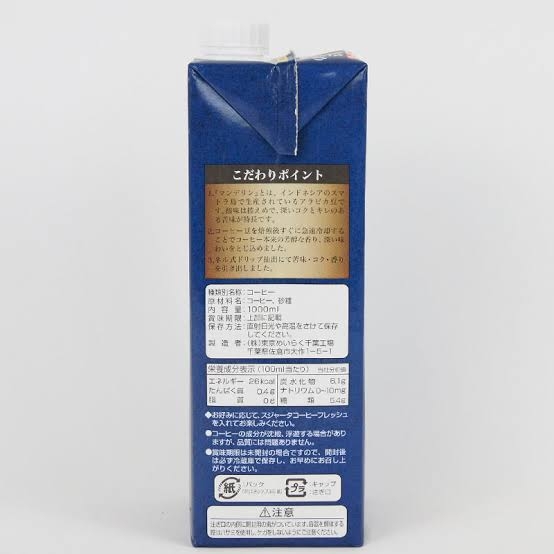 こだわりポイント
1.「マンデリン」とは、インドネシアのスマ
トラ島で生産されているアラビカ豆で
す。酸味は控えめで、深いコクとキレのあ
る苦味が特長です。
2.コーヒー豆を焙煎後すぐに急速冷却する
ことでコーヒー本来の芳醇な香り、深い味
わいをとじ込めました。
3.ネル式ドリップ抽出にて苦味・コク・香り
を引き出しました。
種類別名称：コーヒー
原材料名：コーヒー、砂糖
内容量：1000ml
賞味期限：上部に記載
保存方法：直射日光や高温をさけて保存
してください。
製造者：(株)東京めいらく千葉工場
千葉県佐倉市大作1-5-1
栄養成分表示(100ml当たり) 当社分析値
エネルギー 26kcal 炭水化物 6.1g
たんぱく質 0.4g ナトリウム 0~10mg
脂質 0g 糖類 5.4g
●お好みに応じて、スジャータコーヒーフレッシュ
を入れてお楽しみください。
●コーヒーの成分が沈殿、浮遊する場合があり
ますが、品質には問題ありません。
●賞味期限は未開封の場合ですので、開封後
は必ず冷蔵庫で保存し、お早めにお召し上
がりください。
紙 ：パック プラ ：キャップ
：注ぎ口
⚠注意